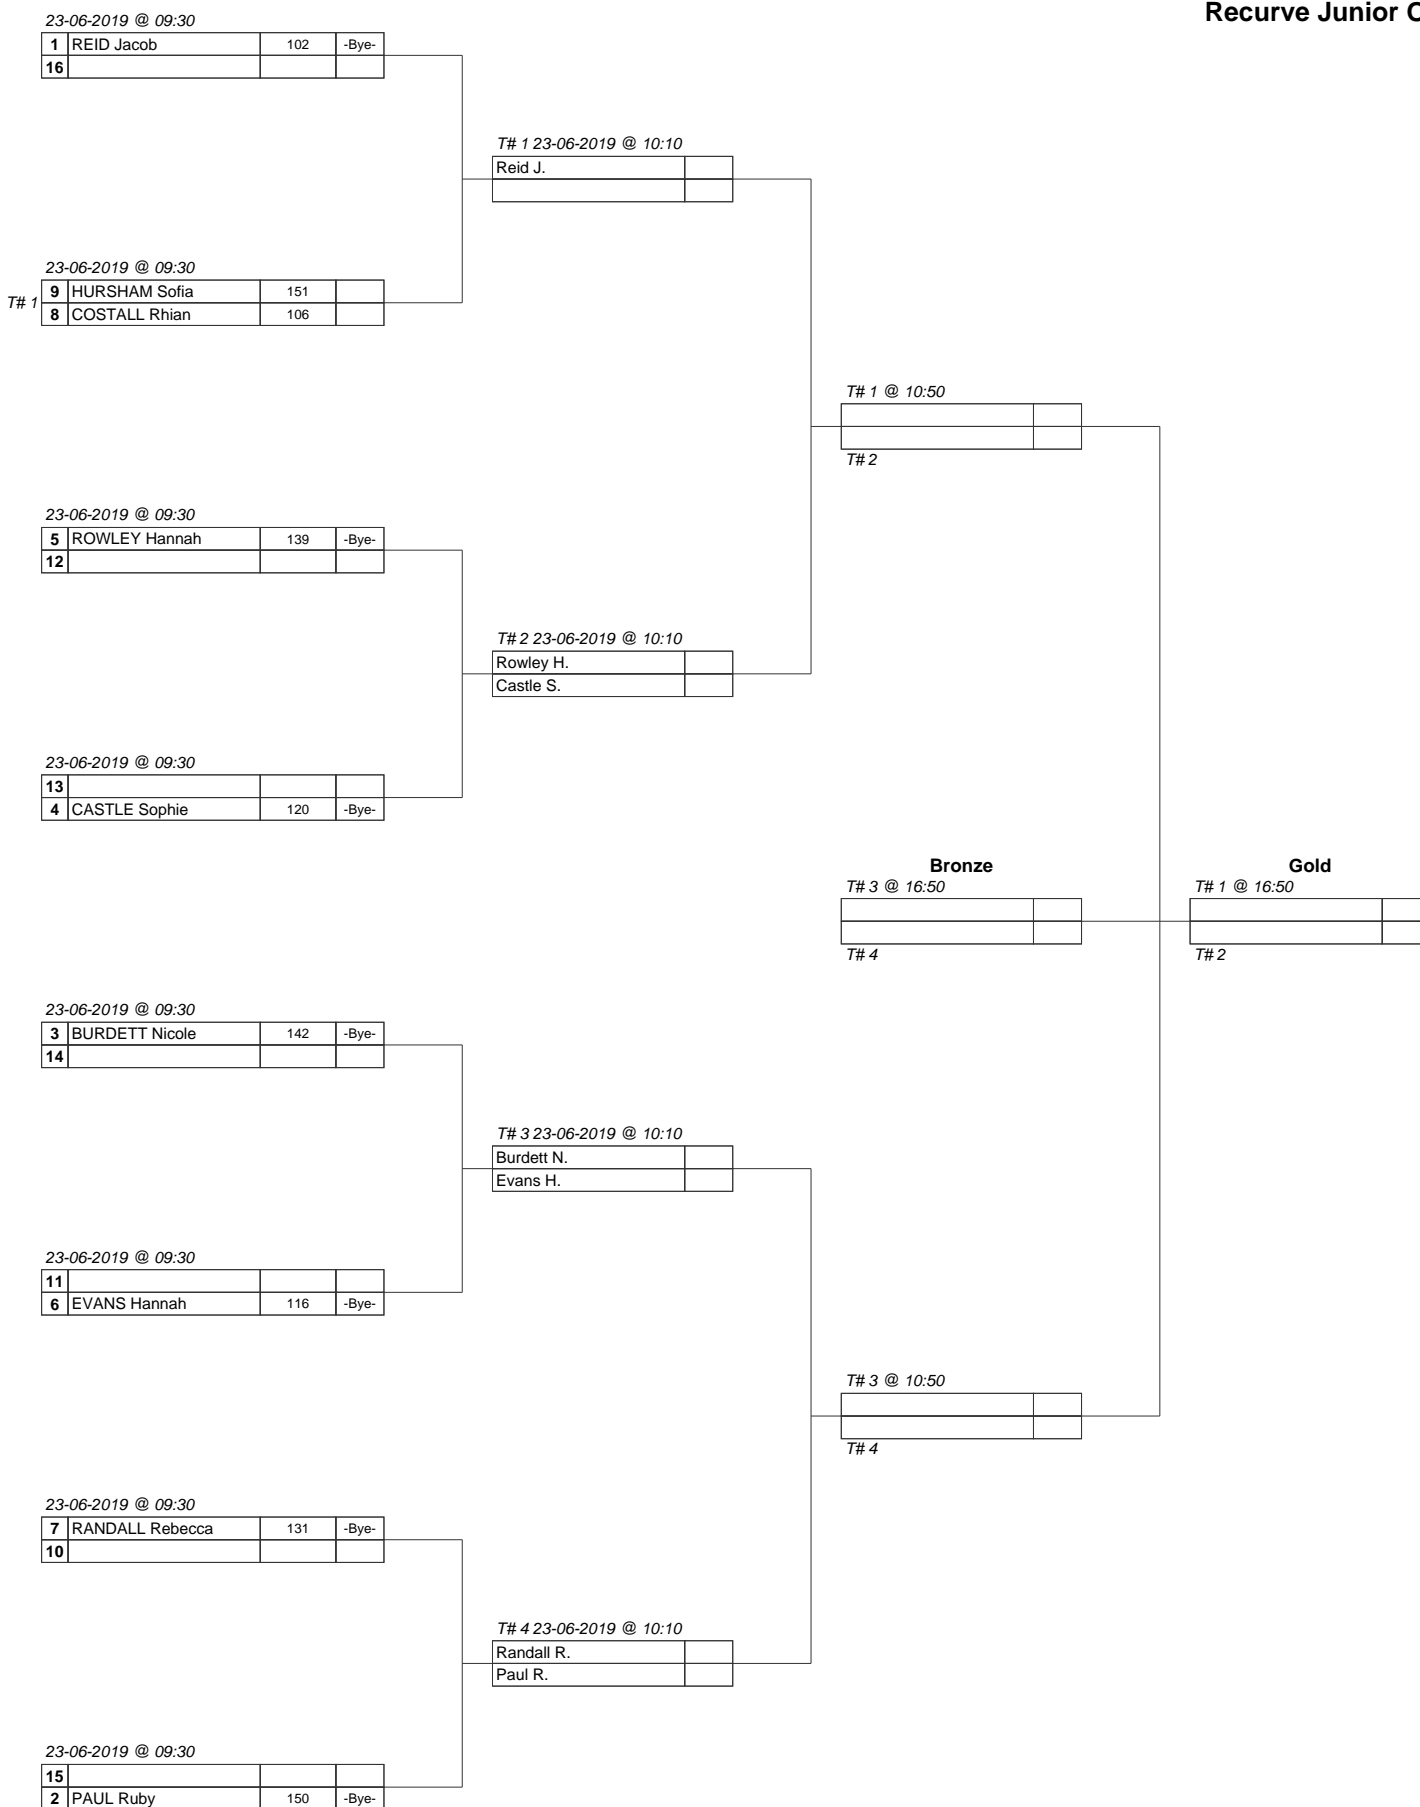 Recurve Junior C
23-06-2019 @ 09:30
1 REID Jacob 102 -Bye-
16
T# 1 23-06-2019 @ 10:10
Reid J.
23-06-2019 @ 09:30
T# 1
9 HURSHAM Sofia 151
8 COSTALL Rhian 106
T# 1 @ 10:50
T# 2
23-06-2019 @ 09:30
5 ROWLEY Hannah 139 -Bye-
12
T# 2 23-06-2019 @ 10:10
Rowley H.
Castle S.
23-06-2019 @ 09:30
13
4 CASTLE Sophie 120 -Bye-
Bronze
T# 3 @ 16:50
T# 4
Gold
T# 1 @ 16:50
T# 2
23-06-2019 @ 09:30
3 BURDETT Nicole 142 -Bye-
14
T# 3 23-06-2019 @ 10:10
Burdett N.
Evans H.
23-06-2019 @ 09:30
11
6 EVANS Hannah 116 -Bye-
T# 3 @ 10:50
T# 4
23-06-2019 @ 09:30
7 RANDALL Rebecca 131 -Bye-
10
T# 4 23-06-2019 @ 10:10
Randall R.
Paul R.
23-06-2019 @ 09:30
15
2 PAUL Ruby 150 -Bye-